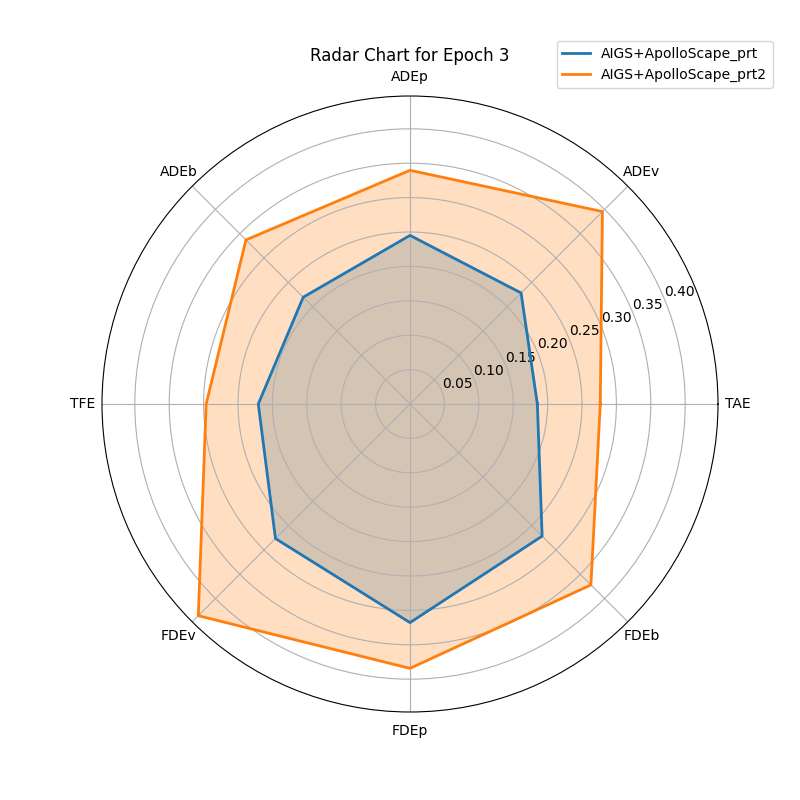 Radar Chart for Epoch 3
AIGS+ApolloScape_prt
AIGS+ApolloScape_prt2
ADEp
ADEb
ADEv
0.40
0.35
0.30
0.25
0.20
0.15
0.10
0.05
TFE
TAE
FDEv
FDEb
FDEp